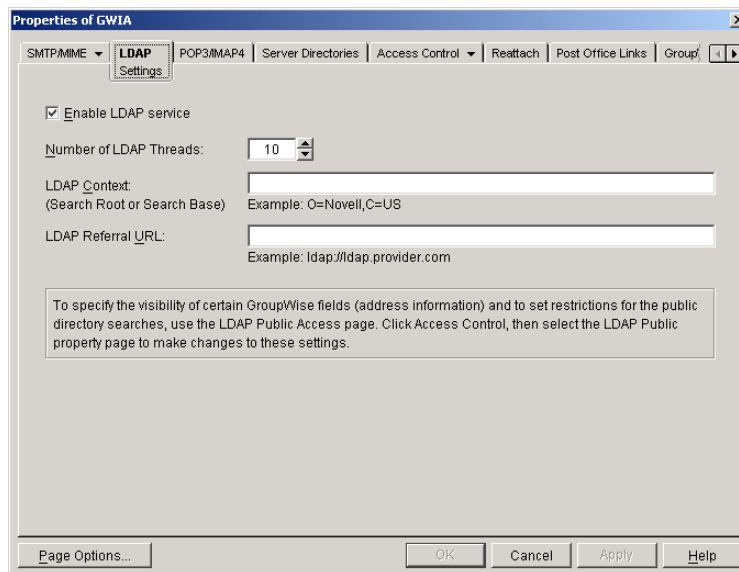 Properties of GWIA
SMTP/MIME LDAP POP3/IMAP4 Server Directories Access Control Reattach Post Office Links Group
Settings
Enable LDAP service
Number of LDAP Threads: 10
LDAP Context:
(Search Root or Search Base) Example: O=Novell,C=US
LDAP Referral URL:
Example: ldap://ldap.provider.com
To specify the visibility of certain GroupWise fields (address information) and to set restrictions for the public
directory searches, use the LDAP Public Access page. Click Access Control, then select the LDAP Public
property page to make changes to these settings.
Page Options... OK Cancel Apply Help